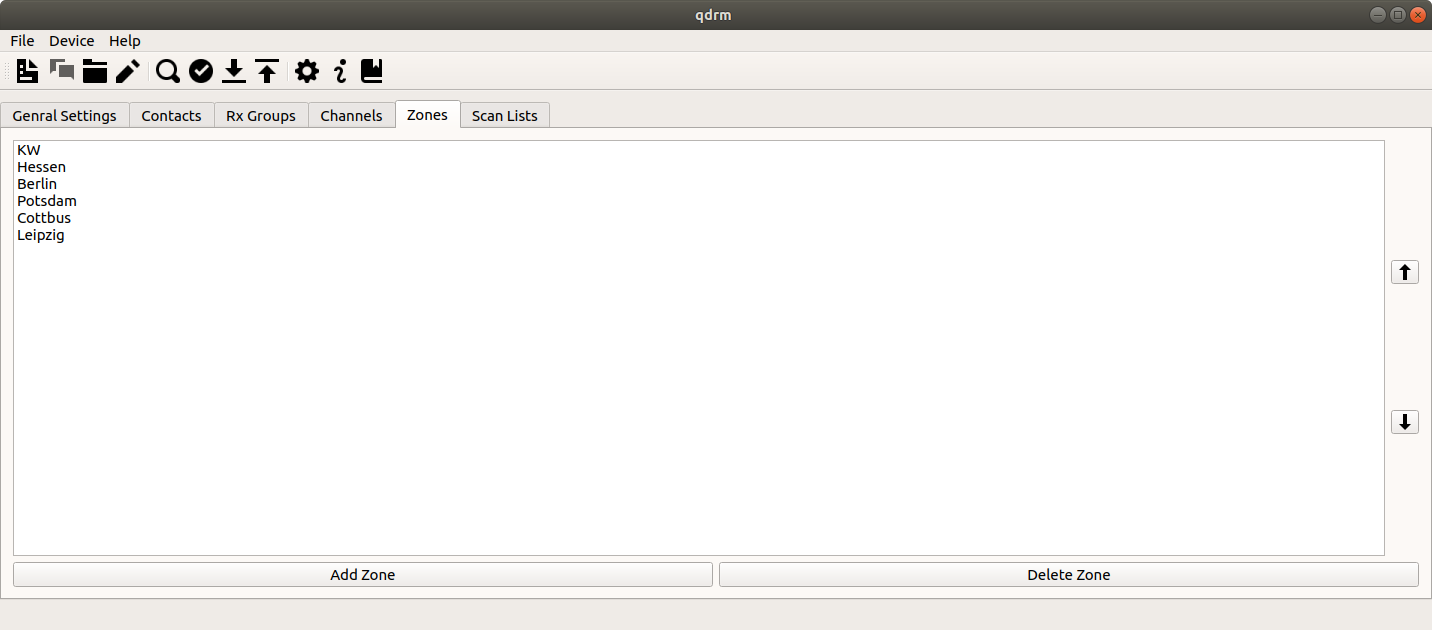 qdrm
File Device Help
Genral Settings Contacts Rx Groups Channels Zones Scan Lists
KW
Hessen
Berlin
Potsdam
Cottbus
Leipzig
Add Zone Delete Zone